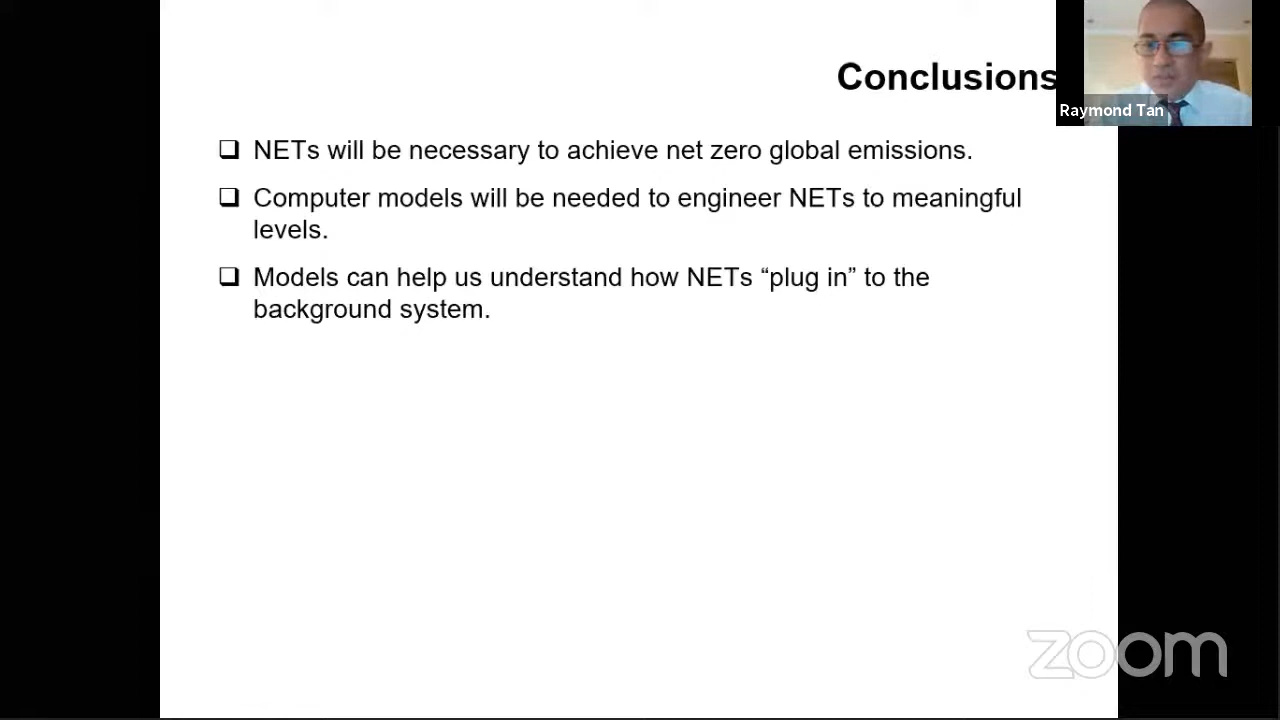 Conclusions
Raymond Tan
❑ NETs will be necessary to achieve net zero global emissions.
❑ Computer models will be needed to engineer NETs to meaningful
levels.
❑ Models can help us understand how NETs “plug in” to the
background system.
zoom